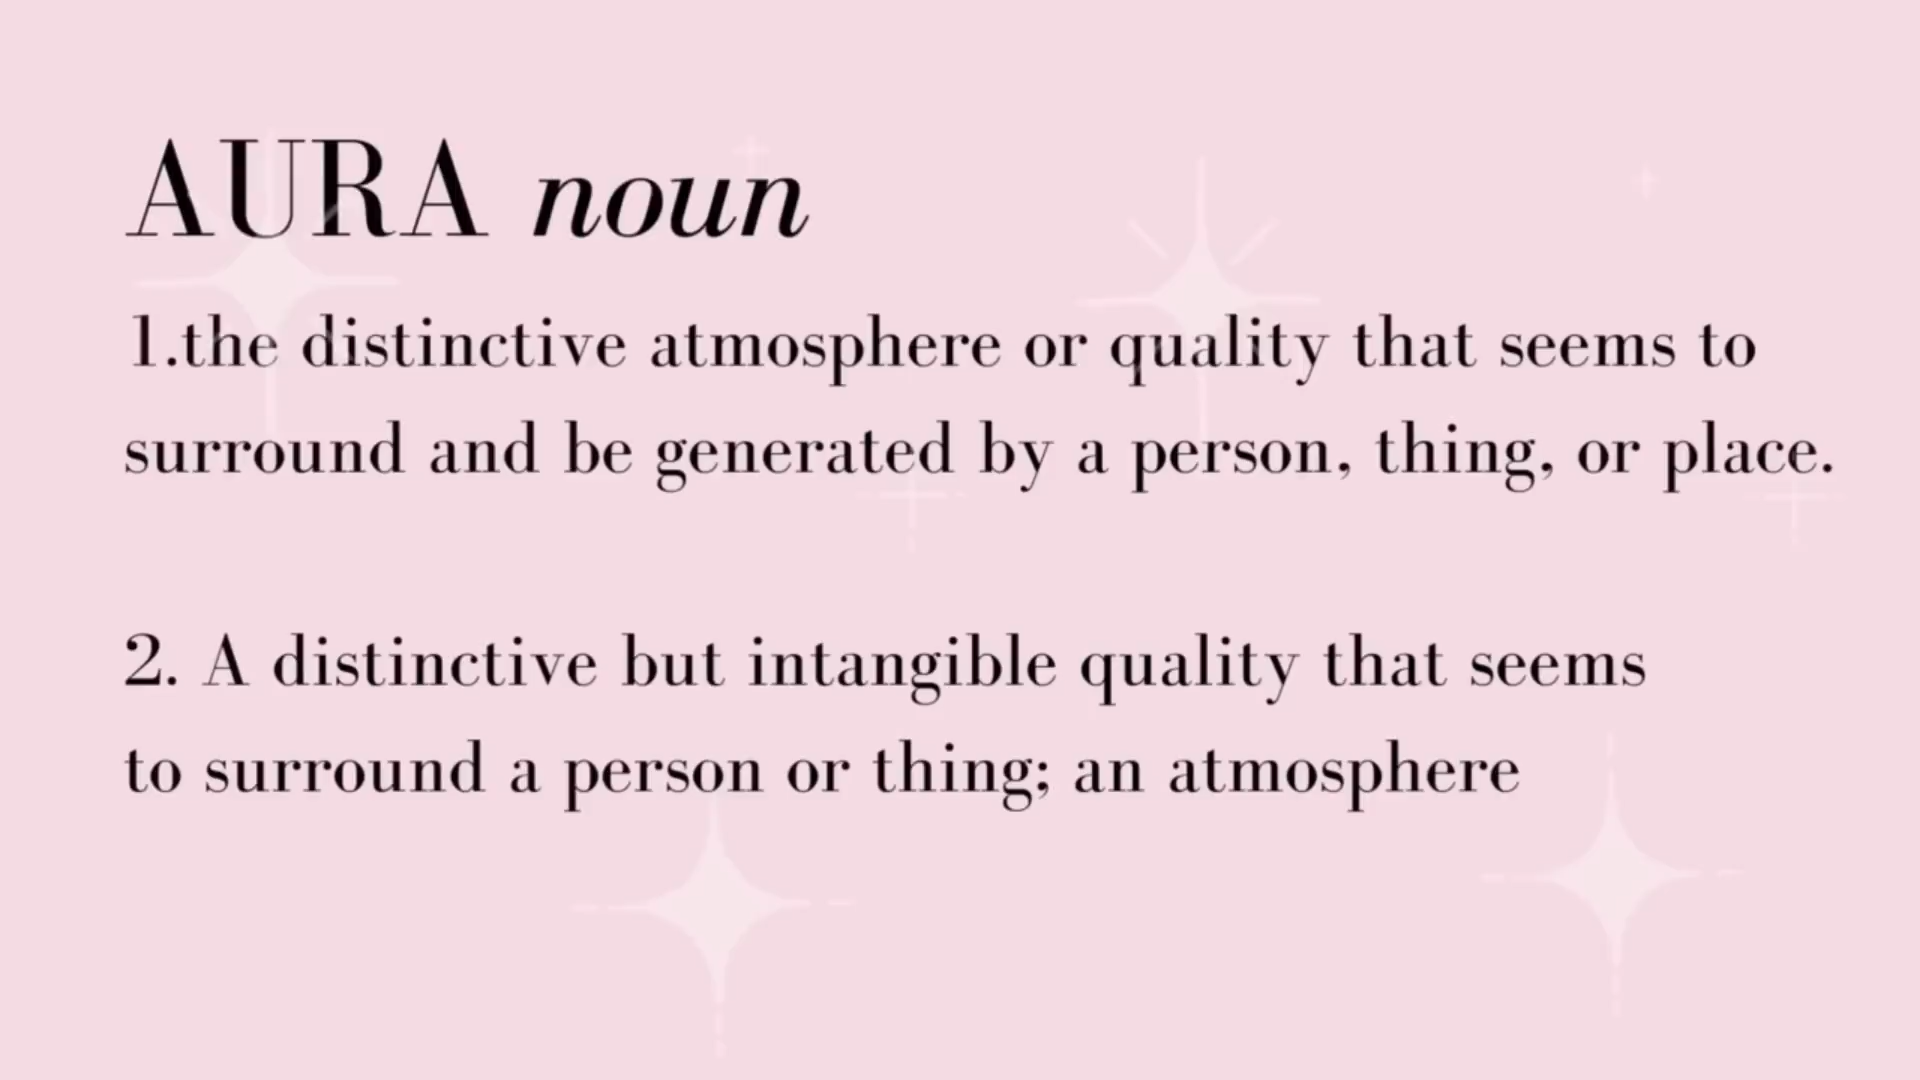 AURA noun
1.the distinctive atmosphere or quality that seems to
surround and be generated by a person, thing, or place.
2. A distinctive but intangible quality that seems
to surround a person or thing; an atmosphere